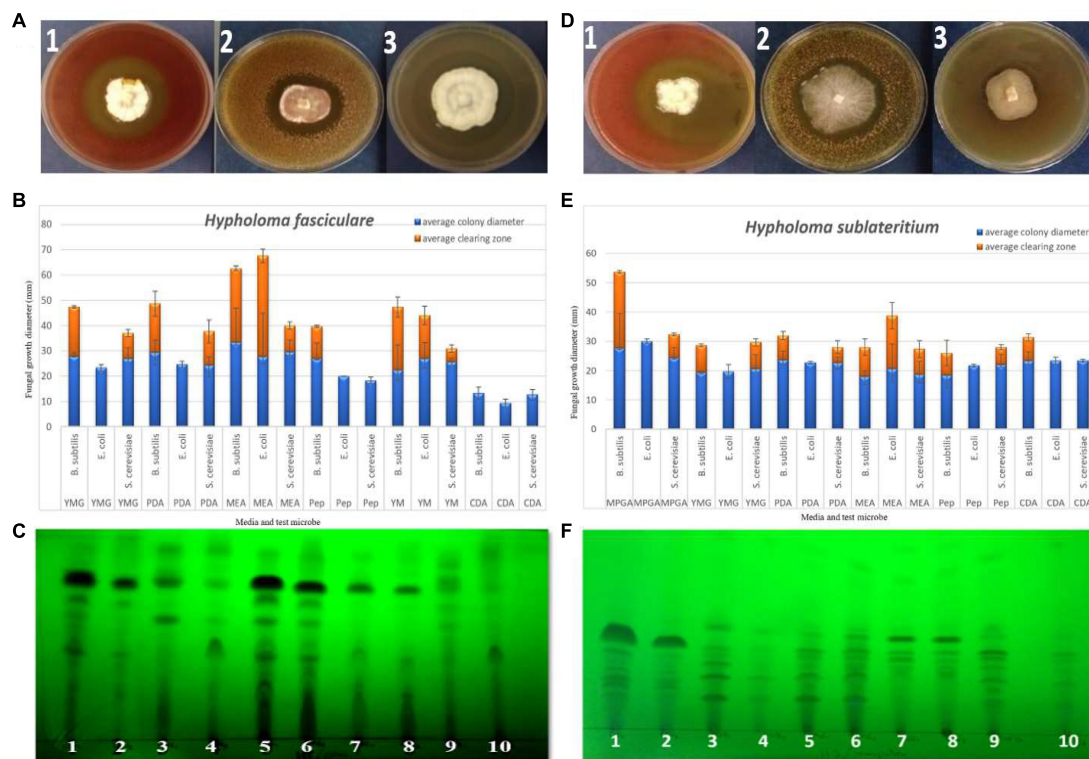 A
1
2
3
B
Hypholoma fasciculare
average colony diameter
average clearing zone
Fungal growth diameter (mm)
80
70
60
50
40
30
20
10
0
B. subtilis E. coli S. cerevisiae B. subtilis E. coli S. cerevisiae B. subtilis E. coli S. cerevisiae B. subtilis E. coli S. cerevisiae B. subtilis E. coli S. cerevisiae B. subtilis E. coli S. cerevisiae
YMG YMG YMG PDA PDA PDA MEA MEA MEA Pep Pep Pep YM YM YM CDA CDA CDA
Media and test microbe
C
1 2 3 4 5 6 7 8 9 10
D
1
2
3
E
Hypholoma sublateritium
average colony diameter
average clearing zone
Fungal growth diameter (mm)
60
50
40
30
20
10
0
B. subtilis E. coli S. cerevisiae B. subtilis E. coli S. cerevisiae B. subtilis E. coli S. cerevisiae B. subtilis E. coli S. cerevisiae B. subtilis E. coli S. cerevisiae B. subtilis E. coli S. cerevisiae
MPGA MPGA MPGA YMG YMG YMG PDA PDA PDA MEA MEA MEA Pep Pep Pep CDA CDA CDA
Media and test microbe
F
1 2 3 4 5 6 7 8 9 10